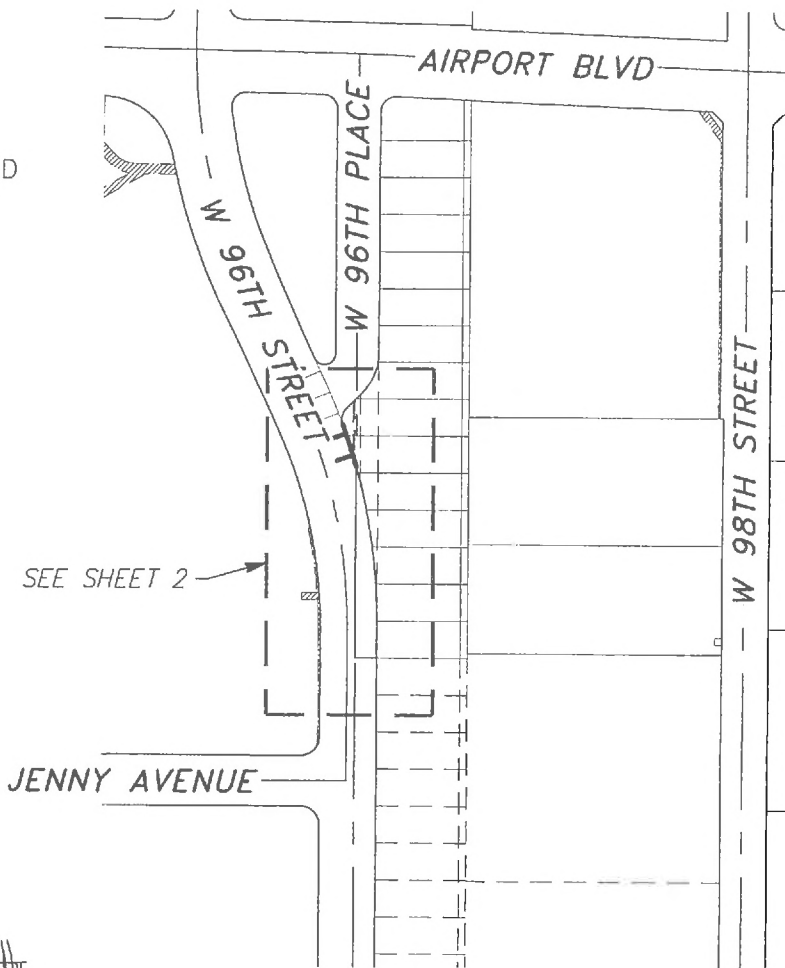 AIRPORT BLVD
D
W 96TH PLACE
W 96TH STREET
W 98TH STREET
SEE SHEET 2
JENNY AVENUE